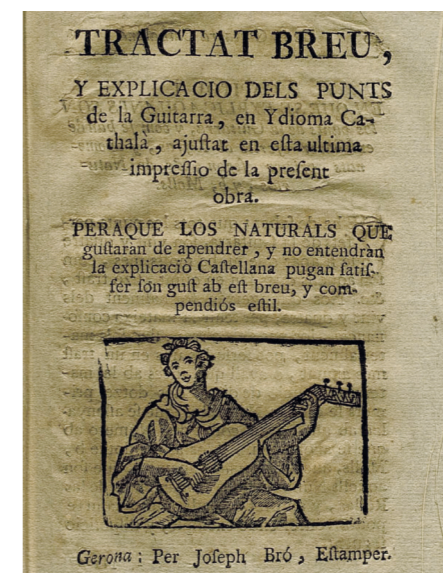 TRACTAT BREU,
Y EXPLICACIO DELS PUNTS
de la Guitarra, en Ydioma Ca-
thalà, ajuſtat en eſta ultima
impreſſio de la preſent
obra.
PERAQUE LOS NATURALS QUE
guſtaran de apendrer, y no entendràn
la explicaciò Caſtellana pugan ſatiſ-
fer ſon guſt ab eſt breu, y com-
pendiós eſtil.
Gerona: Per Joſeph Bró, Eſtamper.